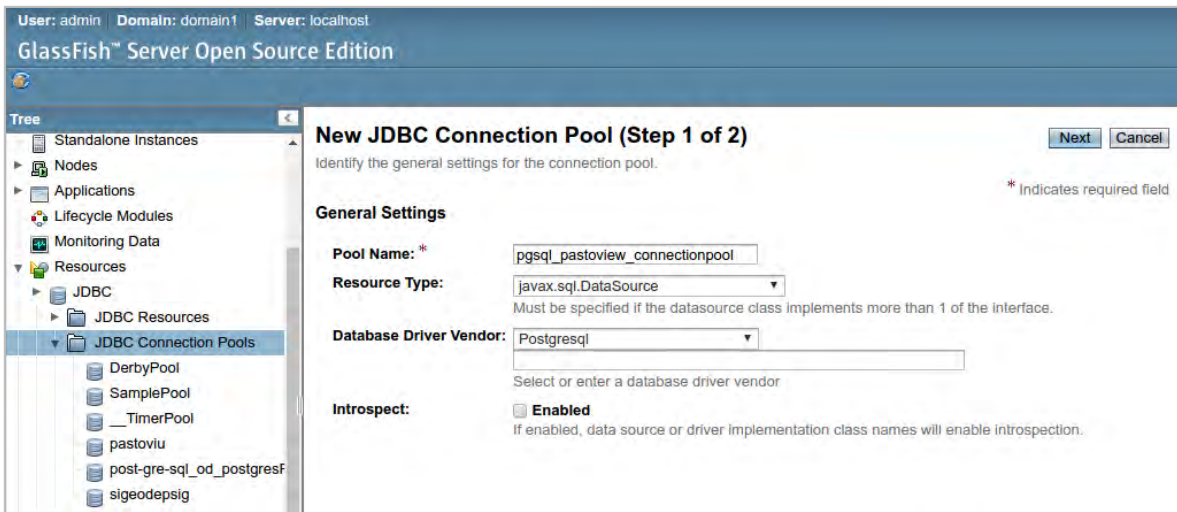 User: admin Domain: domain1 Server: localhost
GlassFish™ Server Open Source Edition
Tree
Standalone Instances
Nodes
Applications
Lifecycle Modules
Monitoring Data
Resources
JDBC
JDBC Resources
JDBC Connection Pools
DerbyPool
SamplePool
__TimerPool
pastoviu
post-gre-sql_od_postgresF
sigeodepsig
New JDBC Connection Pool (Step 1 of 2)
Next Cancel
Identify the general settings for the connection pool.
* Indicates required field
General Settings
Pool Name: * pgsql_pastoview_connectionpool
Resource Type: javax.sql.DataSource
Must be specified if the datasource class implements more than 1 of the interface.
Database Driver Vendor: Postgresql
Select or enter a database driver vendor
Introspect: Enabled
If enabled, data source or driver implementation class names will enable introspection.